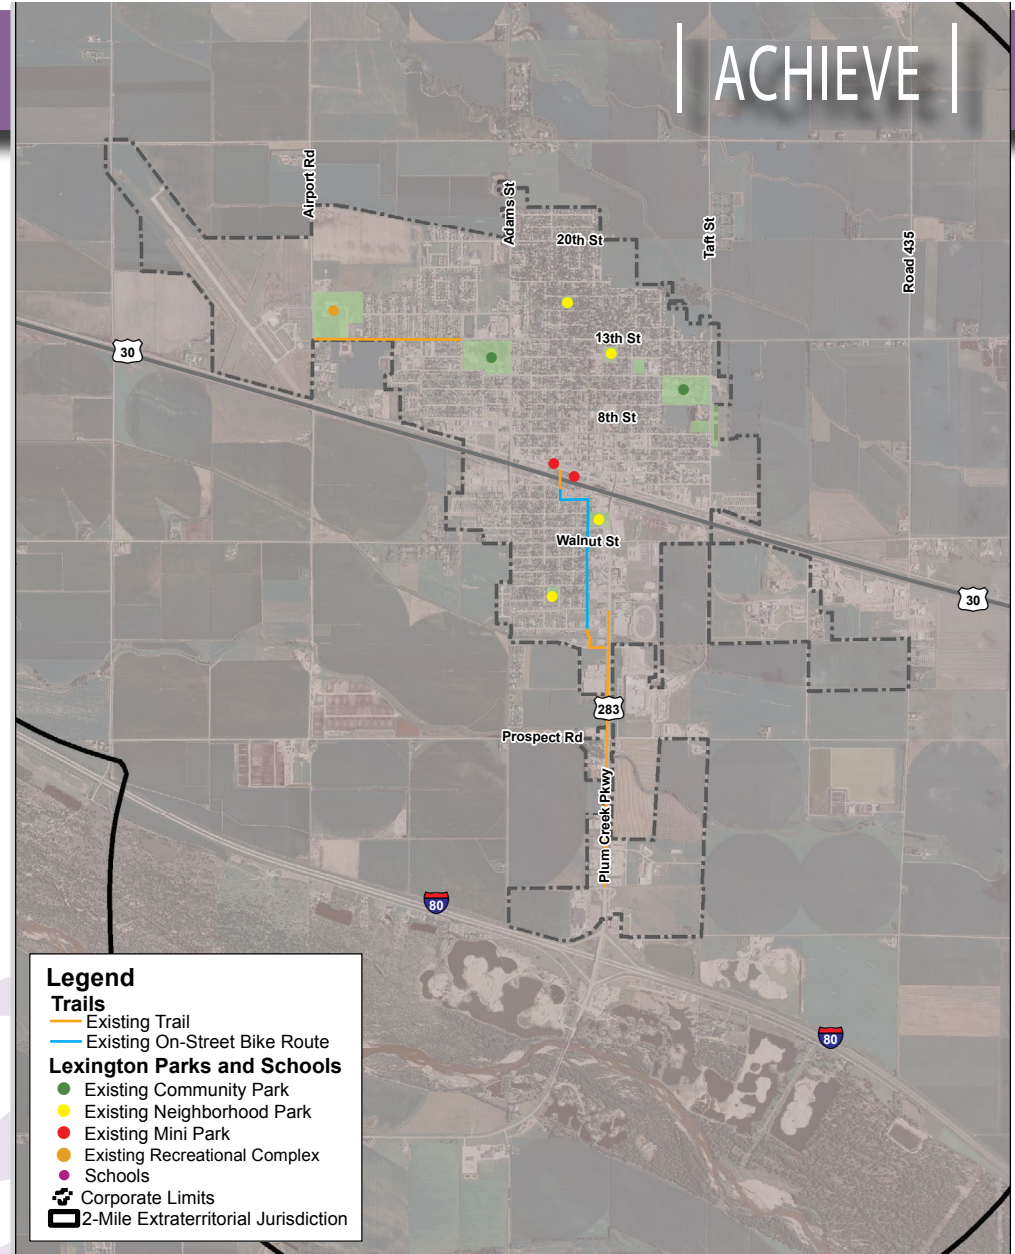 | ACHIEVE |
Airport Rd
Adams St
20th St
Taft St
Road 435
13th St
30
8th St
Walnut St
30
283
Prospect Rd
Plum Creek Pkwy
80
80
Legend
Trails
Existing Trail
Existing On-Street Bike Route
Lexington Parks and Schools
Existing Community Park
Existing Neighborhood Park
Existing Mini Park
Existing Recreational Complex
Schools
Corporate Limits
2-Mile Extraterritorial Jurisdiction